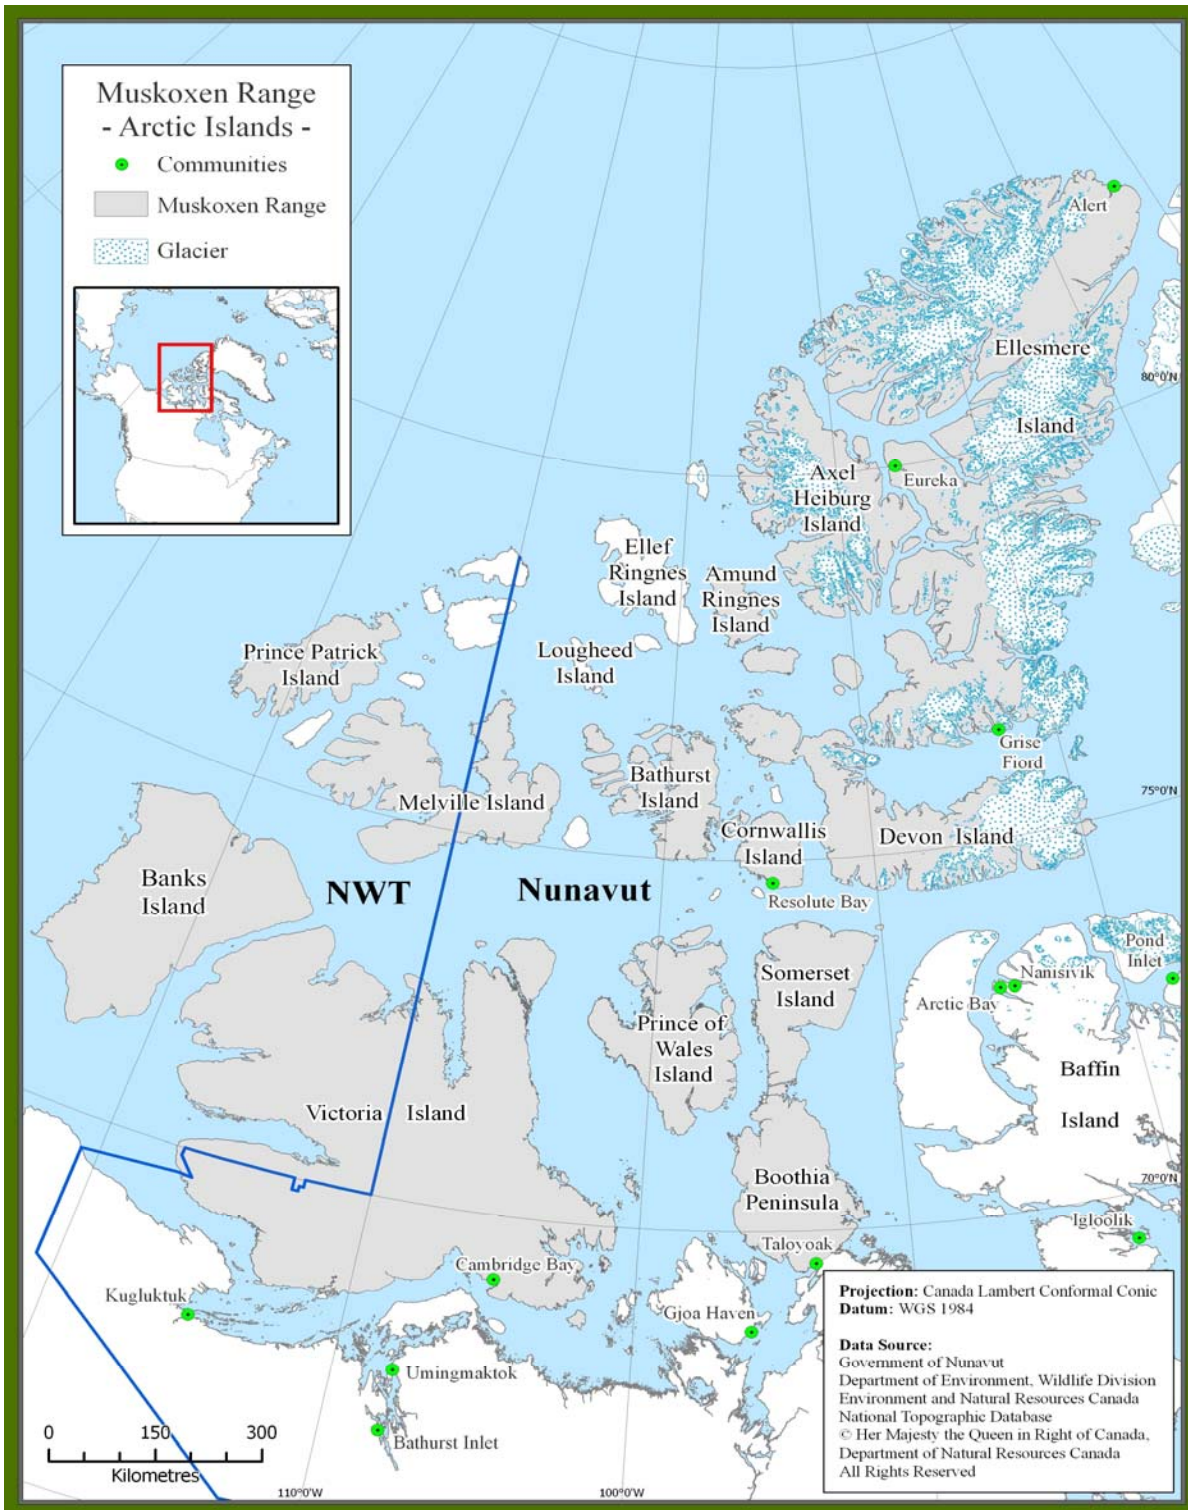 Muskoxen Range
- Arctic Islands -
Communities
Muskoxen Range
Glacier
Alert
Ellesmere
Island
80°0'N
Eureka
Axel
Heiburg
Island
Ellef
Ringnes
Island
Amund
Ringnes
Island
Lougheed
Island
Prince Patrick
Island
Grise
Fiord
Melville Island
Bathurst
Island
75°0'N
Cornwallis
Island
Devon Island
Banks
Island
NWT
Nunavut
Resolute Bay
Pond
Inlet
Nanisivik
Arctic Bay
Somerset
Island
Prince of
Wales
Island
Baffin
Island
Victoria Island
Boothia
Peninsula
70°0'N
Igloolik
Taloyoak
Cambridge Bay
Kugluktuk
Gjoa Haven
Umingmaktok
Bathurst Inlet
0 150 300
Kilometres
110°0'W
100°0'W
Projection: Canada Lambert Conformal Conic
Datum: WGS 1984
Data Source:
Government of Nunavut
Department of Environment, Wildlife Division
Environment and Natural Resources Canada
National Topographic Database
© Her Majesty the Queen in Right of Canada,
Department of Natural Resources Canada
All Rights Reserved